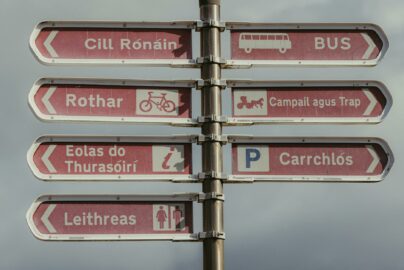 Cill Rónáin
BUS
Rothar
Campail agus Trap
Eolas do
Thurasóirí
i
P
Carrchlós
Leithreas